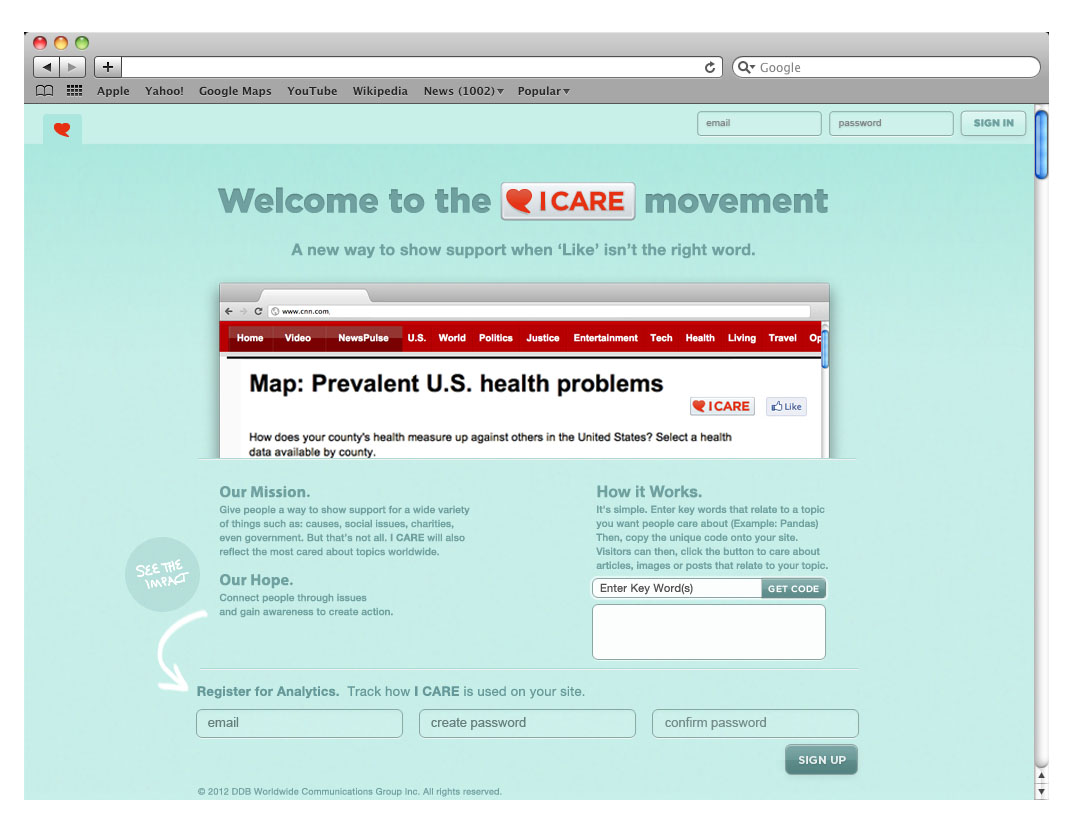 Google
Apple Yahoo! Google Maps YouTube Wikipedia News (1002) Popular
email password SIGN IN
Welcome to the I CARE movement
A new way to show support when ‘Like’ isn't the right word.
www.cnn.com
Home Video NewsPulse U.S. World Politics Justice Entertainment Tech Health Living Travel Op
Map: Prevalent U.S. health problems
I CARE Like
How does your county's health measure up against others in the United States? Select a health
data available by county.
Our Mission.
Give people a way to show support for a wide variety
of things such as: causes, social issues, charities,
even government. But that's not all. I CARE will also
reflect the most cared about topics worldwide.
Our Hope.
Connect people through issues
and gain awareness to create action.
SEE THE
IMPACT
How it Works.
It's simple. Enter key words that relate to a topic
you want people care about (Example: Pandas)
Then, copy the unique code onto your site.
Visitors can then, click the button to care about
articles, images or posts that relate to your topic.
Enter Key Word(s) GET CODE
Register for Analytics. Track how I CARE is used on your site.
email create password confirm password
SIGN UP
© 2012 DDB Worldwide Communications Group Inc. All rights reserved.